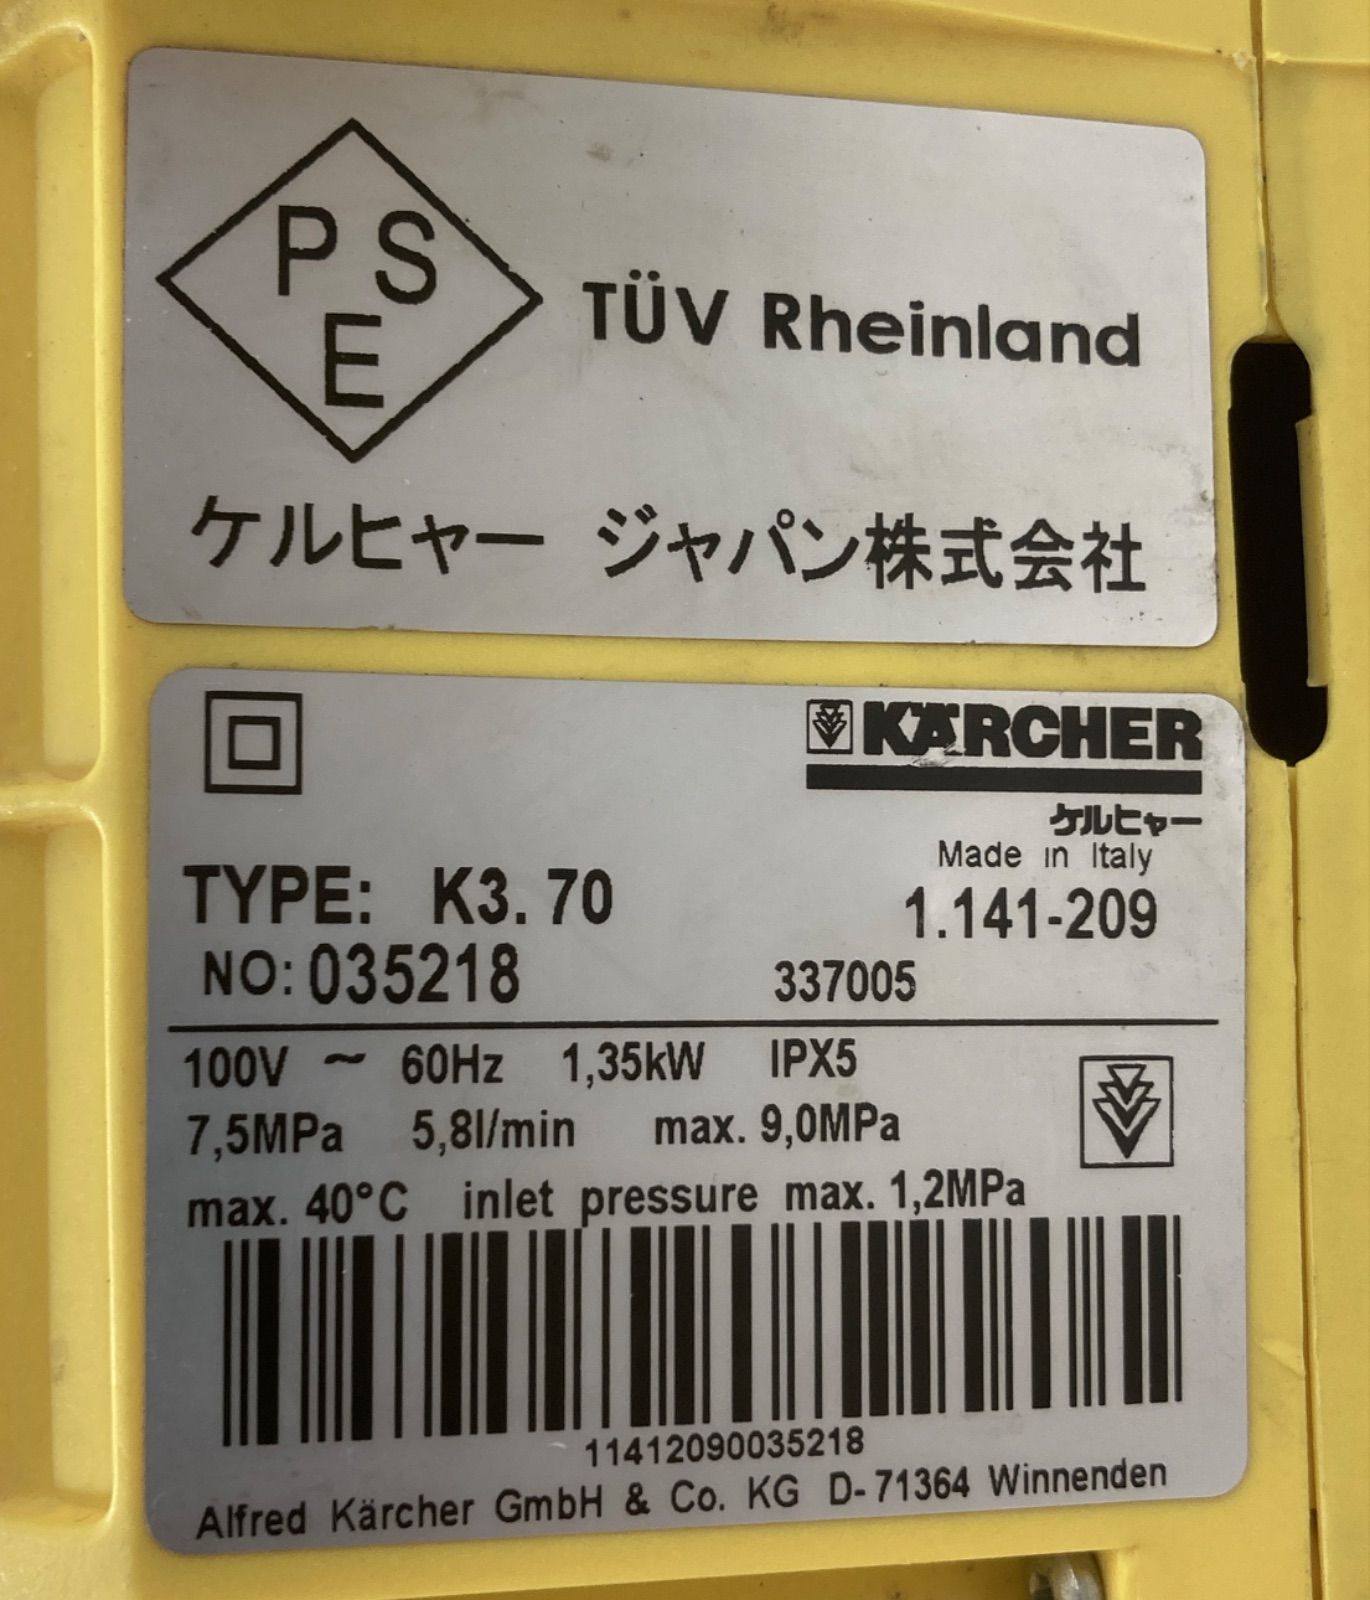 PS
E
TÜV Rheinland
ケルヒャー ジャパン株式会社
KÄRCHER
ケルヒャー
Made in Italy
TYPE: K3.70 1.141-209
NO: 035218 337005
100V ~ 60Hz 1,35kW IPX5
7,5MPa 5,8l/min max. 9,0MPa
max. 40°C inlet pressure max. 1,2MPa
11412090035218
Alfred Kärcher GmbH & Co. KG D-71364 Winnenden